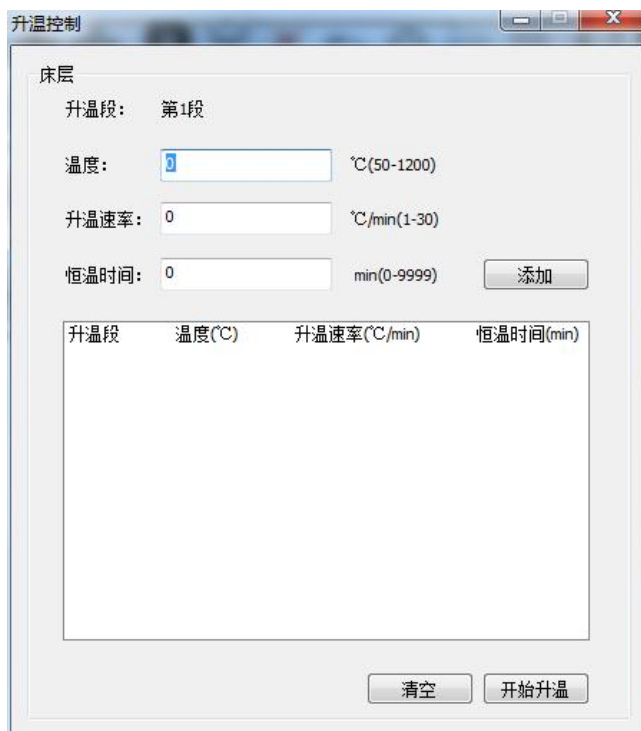 升温控制
床层
升温段： 第1段
温度： 0 ℃(50-1200)
升温速率： 0 ℃/min(1-30)
恒温时间： 0 min(0-9999) 添加
升温段 温度(℃) 升温速率(℃/min) 恒温时间(min)
清空 开始升温